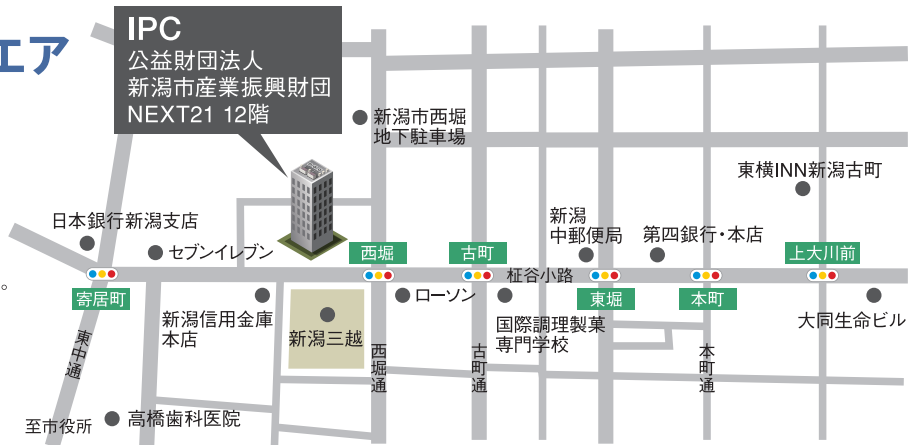 エア
IPC
公益財団法人
新潟市産業振興財団
NEXT21 12階
新潟市西堀
地下駐車場
東横INN新潟古町
日本銀行新潟支店
セブンイレブン
西堀
古町
新潟
中郵便局
第四銀行・本店
上大川前
。
寄居町
柾谷小路
東堀
本町
新潟信用金庫
本店
新潟三越
ローソン
国際調理製菓
専門学校
大同生命ビル
東中通
西堀通
古町通
本町通
至市役所
高橋歯科医院